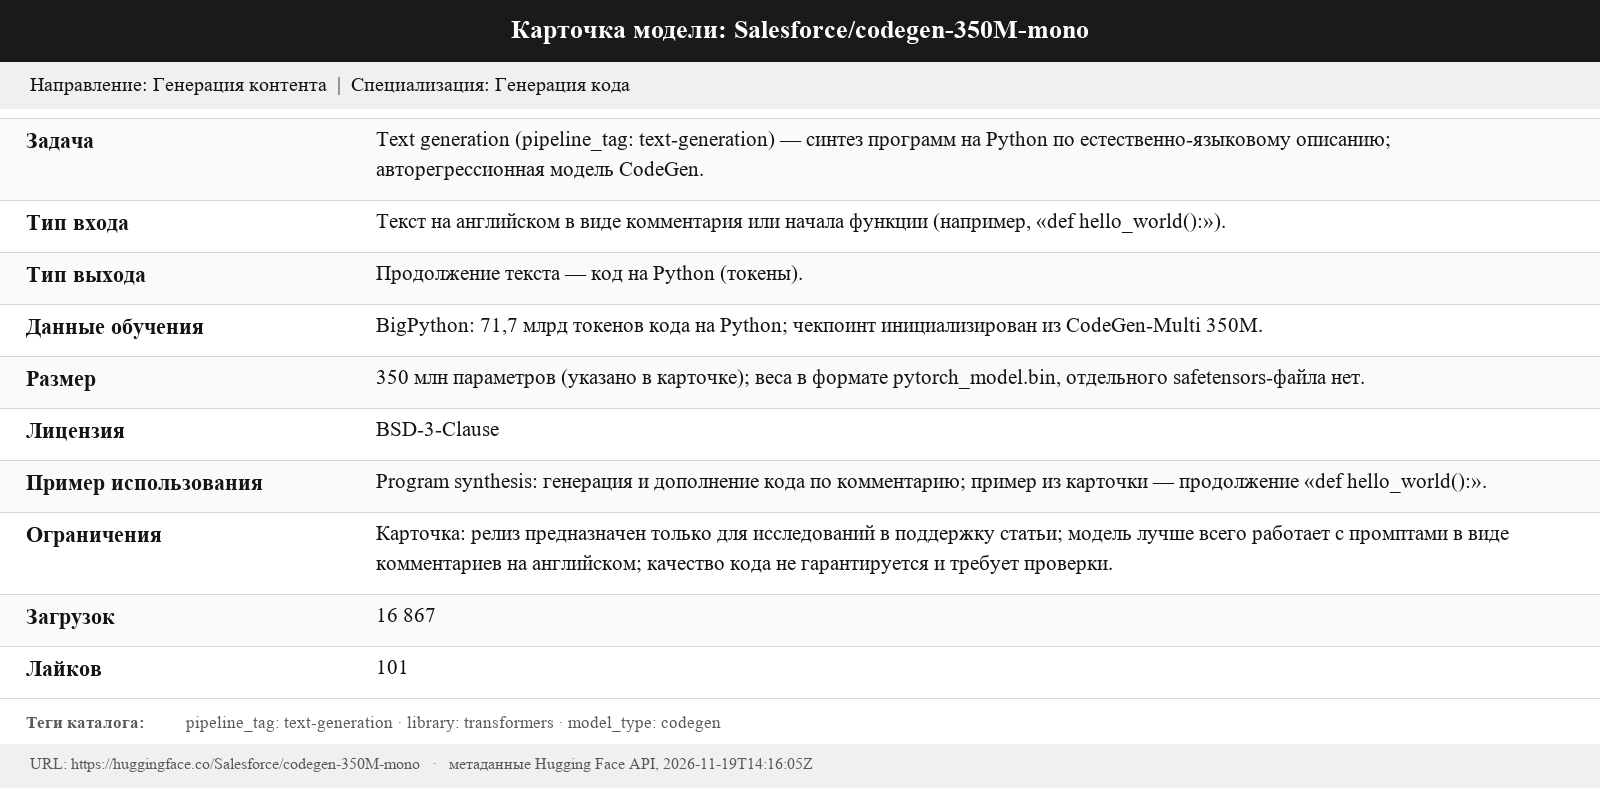 Карточка модели: Salesforce/codegen-350M-mono
Направление: Генерация контента | Специализация: Генерация кода
Задача Text generation (pipeline_tag: text-generation) — синтез программ на Python по естественно-языковому описанию;
авторегрессионная модель CodeGen.
Тип входа Текст на английском в виде комментария или начала функции (например, «def hello_world():»).
Тип выхода Продолжение текста — код на Python (токены).
Данные обучения BigPython: 71,7 млрд токенов кода на Python; чекпоинт инициализирован из CodeGen-Multi 350M.
Размер 350 млн параметров (указано в карточке); веса в формате pytorch_model.bin, отдельного safetensors-файла нет.
Лицензия BSD-3-Clause
Пример использования Program synthesis: генерация и дополнение кода по комментарию; пример из карточки — продолжение «def hello_world():».
Ограничения Карточка: релиз предназначен только для исследований в поддержку статьи; модель лучше всего работает с промптами в виде
комментариев на английском; качество кода не гарантируется и требует проверки.
Загрузок 16 867
Лайков 101
Теги каталога: pipeline_tag: text-generation · library: transformers · model_type: codegen
URL: https://huggingface.co/Salesforce/codegen-350M-mono · метаданные Hugging Face API, 2026-11-19T14:16:05Z